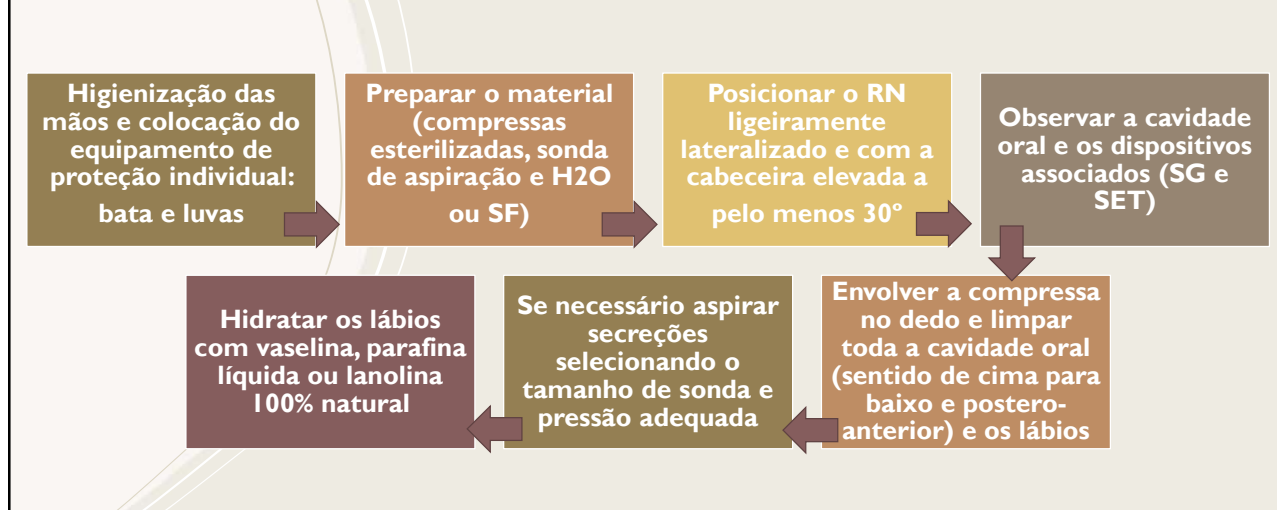 Higienização das
mãos e colocação do
equipamento de
proteção individual:
bata e luvas
Preparar o material
(compressas
esterilizadas, sonda
de aspiração e H2O
ou SF)
Posicionar o RN
ligeiramente
lateralizado e com a
cabeceira elevada a
pelo menos 30º
Observar a cavidade
oral e os dispositivos
associados (SG e
SET)
Envolver a compressa
no dedo e limpar
toda a cavidade oral
(sentido de cima para
baixo e postero-
anterior) e os lábios
Se necessário aspirar
secreções
selecionando o
tamanho de sonda e
pressão adequada
Hidratar os lábios
com vaselina, parafina
líquida ou lanolina
100% natural